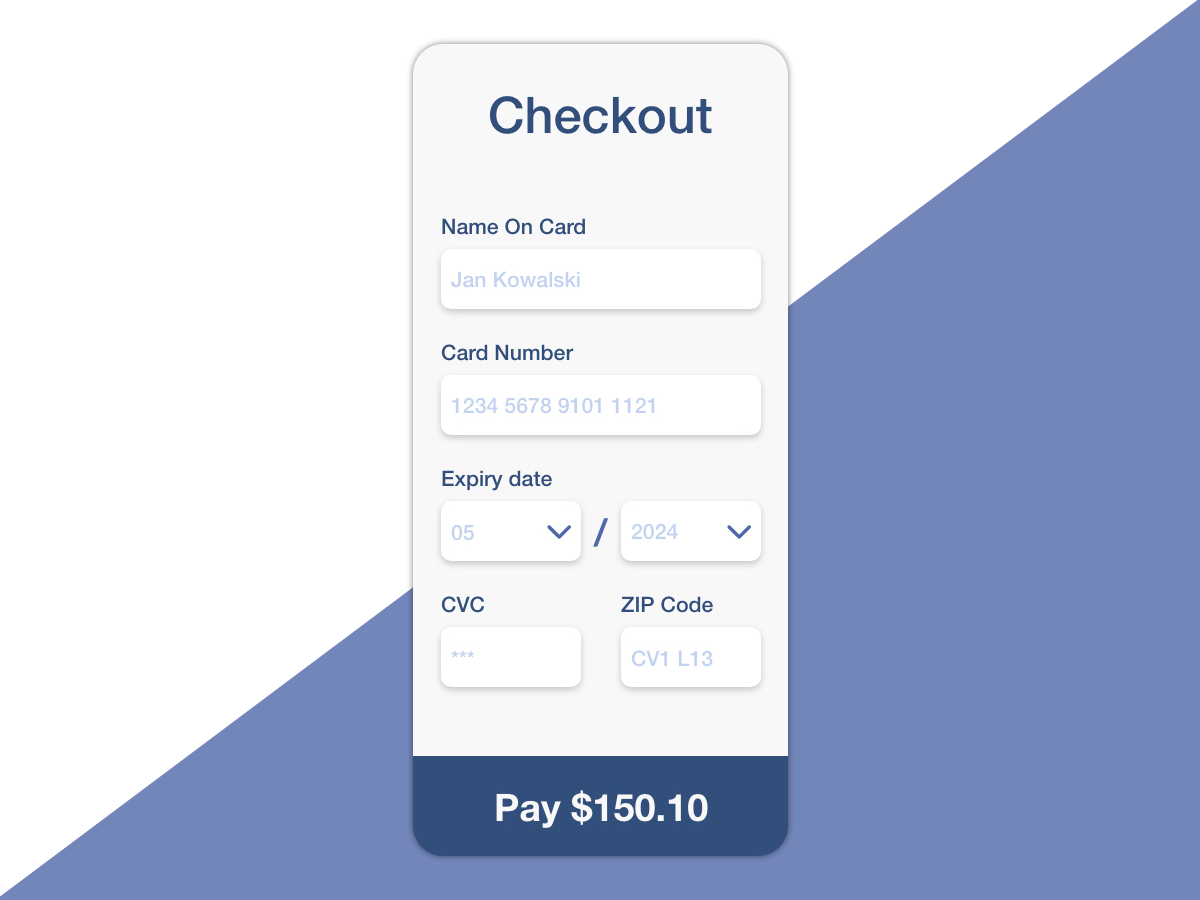 Checkout
Name On Card
Jan Kowalski
Card Number
1234 5678 9101 1121
Expiry date
05 / 2024
CVC ZIP Code
*** CV1 L13
Pay $150.10